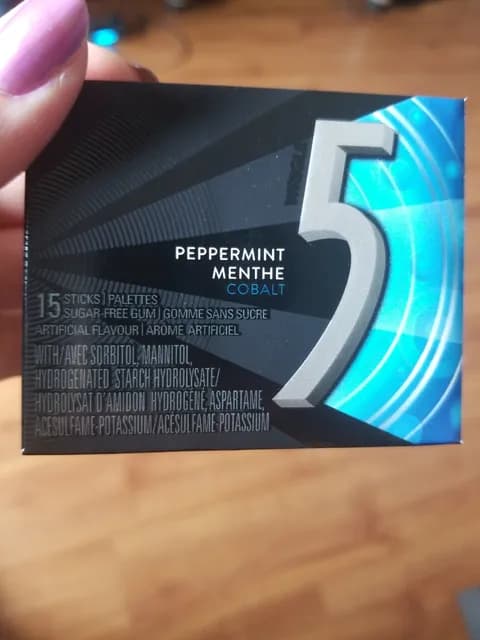 5
PEPPERMINT
MENTHE
COBALT
15 STICKS | PALETTES
SUGAR-FREE GUM | GOMME SANS SUCRE
ARTIFICIAL FLAVOUR | ARÔME ARTIFICIEL
WITH/AVEC SORBITOL, MANNITOL,
HYDROGENATED STARCH HYDROLYSATE/
HYDROLYSAT D'AMIDON HYDROGÉNÉ, ASPARTAME,
ACESULFAME-POTASSIUM/ACÉSULFAME-POTASSIUM